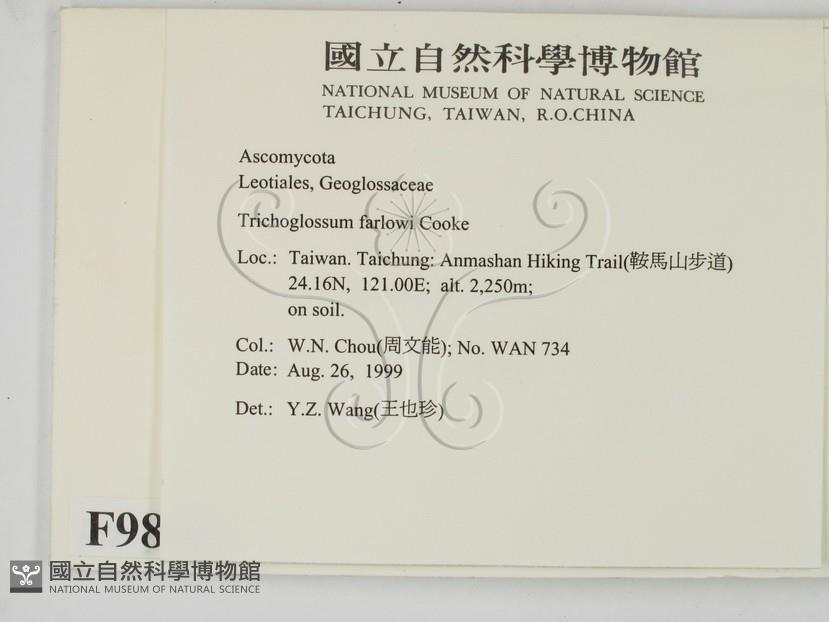 國立自然科學博物館
NATIONAL MUSEUM OF NATURAL SCIENCE
TAICHUNG, TAIWAN, R.O.CHINA
Ascomycota
Leotiales, Geoglossaceae
Trichoglossum farlowi Cooke
Loc.: Taiwan. Taichung: Anmashan Hiking Trail(鞍馬山步道)
24.16N, 121.00E; alt. 2,250m;
on soil.
Col.: W.N. Chou(周文能); No. WAN 734
Date: Aug. 26, 1999
Det.: Y.Z. Wang(王也珍)
F98
國立自然科學博物館
NATIONAL MUSEUM OF NATURAL SCIENCE